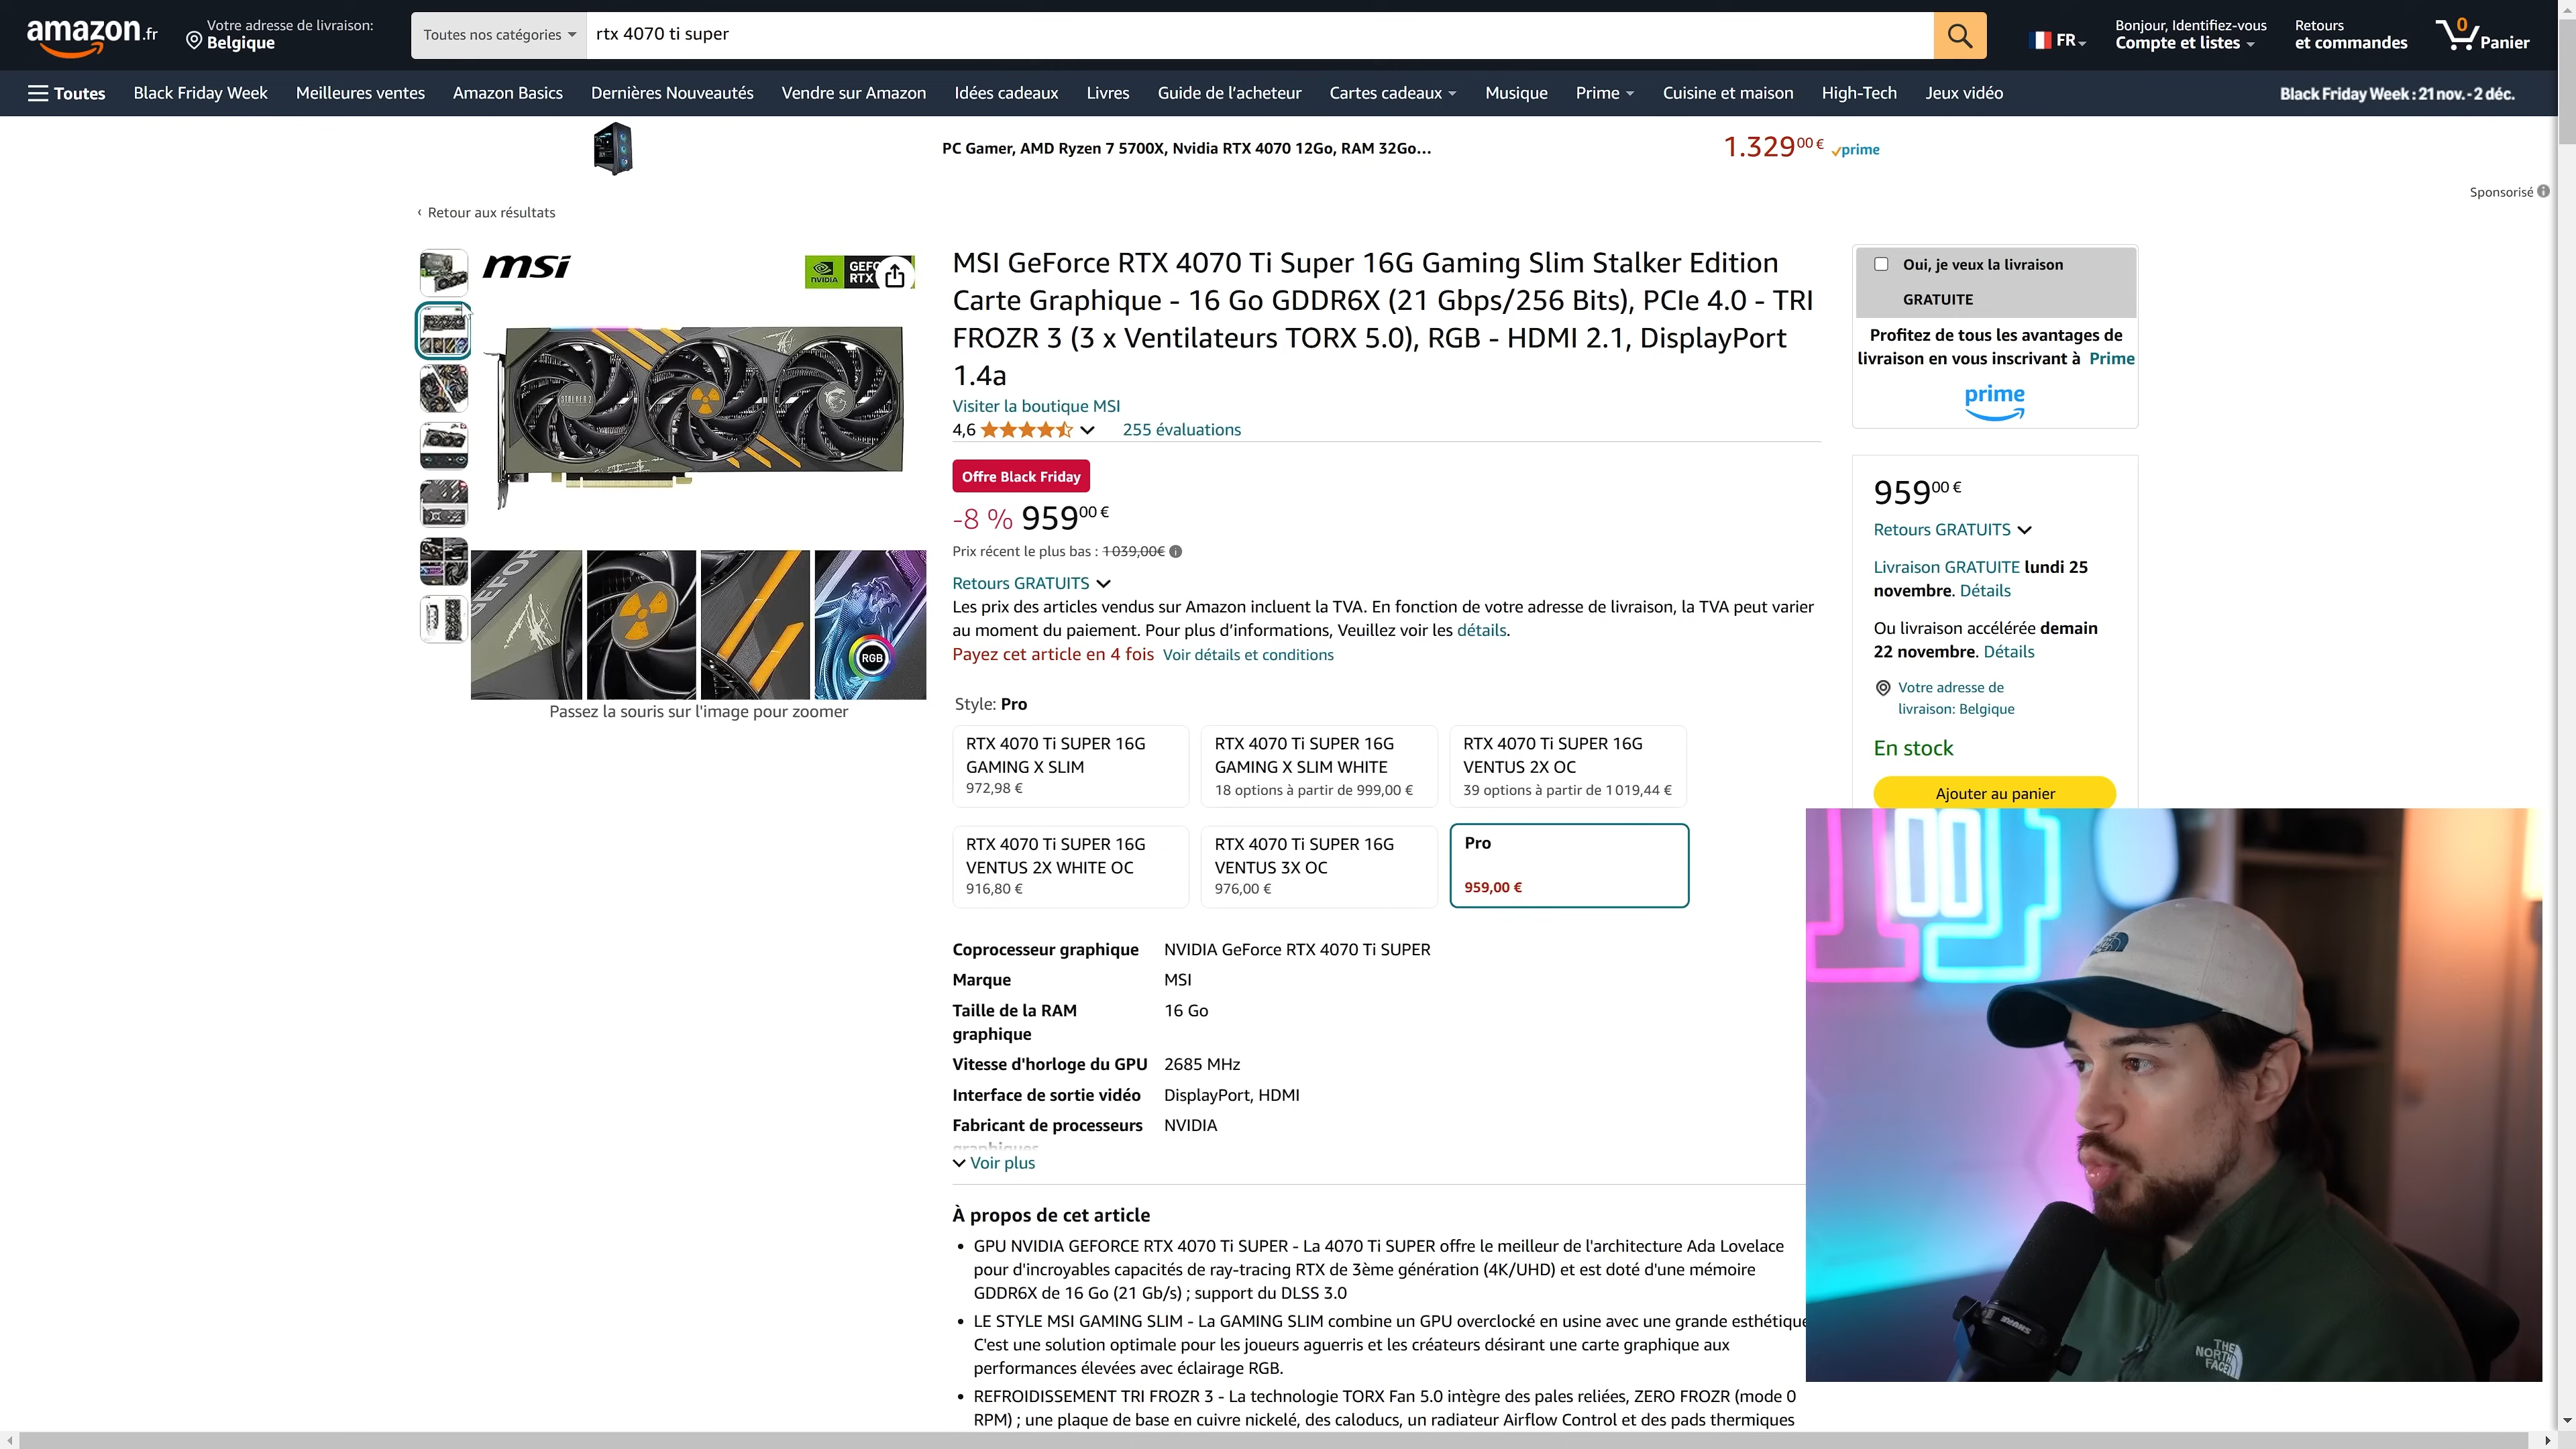 amazon.fr
Votre adresse de livraison:
Belgique
Toutes nos catégories
rtx 4070 ti super
FR
Bonjour, Identifiez-vous
Compte et listes
Retours
et commandes
0
Panier
Toutes
Black Friday Week
Meilleures ventes
Amazon Basics
Dernières Nouveautés
Vendre sur Amazon
Idées cadeaux
Livres
Guide de l’acheteur
Cartes cadeaux
Musique
Prime
Cuisine et maison
High-Tech
Jeux vidéo
Black Friday Week : 21 nov. - 2 déc.
PC Gamer, AMD Ryzen 7 5700X, Nvidia RTX 4070 12Go, RAM 32Go…
1.32900 €
prime
Sponsorisé
‹ Retour aux résultats
msi
NVIDIA
GEFO
RTX
STALKER 2
GEFOR
RGB
Passez la souris sur l'image pour zoomer
MSI GeForce RTX 4070 Ti Super 16G Gaming Slim Stalker Edition
Carte Graphique - 16 Go GDDR6X (21 Gbps/256 Bits), PCIe 4.0 - TRI
FROZR 3 (3 x Ventilateurs TORX 5.0), RGB - HDMI 2.1, DisplayPort
1.4a
Visiter la boutique MSI
4,6
255 évaluations
Offre Black Friday
-8 % 95900 €
Prix récent le plus bas : 1 039,00€
Retours GRATUITS
Les prix des articles vendus sur Amazon incluent la TVA. En fonction de votre adresse de livraison, la TVA peut varier
au moment du paiement. Pour plus d’informations, Veuillez voir les détails.
Payez cet article en 4 fois Voir détails et conditions
Style: Pro
RTX 4070 Ti SUPER 16G
GAMING X SLIM
972,98 €
RTX 4070 Ti SUPER 16G
GAMING X SLIM WHITE
18 options à partir de 999,00 €
RTX 4070 Ti SUPER 16G
VENTUS 2X OC
39 options à partir de 1 019,44 €
RTX 4070 Ti SUPER 16G
VENTUS 2X WHITE OC
916,80 €
RTX 4070 Ti SUPER 16G
VENTUS 3X OC
976,00 €
Pro
959,00 €
Coprocesseur graphique NVIDIA GeForce RTX 4070 Ti SUPER
Marque MSI
Taille de la RAM 16 Go
graphique
Vitesse d'horloge du GPU 2685 MHz
Interface de sortie vidéo DisplayPort, HDMI
Fabricant de processeurs NVIDIA
graphiques
Voir plus
À propos de cet article
• GPU NVIDIA GEFORCE RTX 4070 Ti SUPER - La 4070 Ti SUPER offre le meilleur de l'architecture Ada Lovelace
pour d'incroyables capacités de ray-tracing RTX de 3ème génération (4K/UHD) et est doté d'une mémoire
GDDR6X de 16 Go (21 Gb/s) ; support du DLSS 3.0
• LE STYLE MSI GAMING SLIM - La GAMING SLIM combine un GPU overclocké en usine avec une grande esthétique
C'est une solution optimale pour les joueurs aguerris et les créateurs désirant une carte graphique aux
performances élevées avec éclairage RGB.
• REFROIDISSEMENT TRI FROZR 3 - La technologie TORX Fan 5.0 intègre des pales reliées, ZERO FROZR (mode 0
RPM) ; une plaque de base en cuivre nickelé, des caloducs, un radiateur Airflow Control et des pads thermiques
Oui, je veux la livraison
GRATUITE
Profitez de tous les avantages de
livraison en vous inscrivant à Prime
prime
95900 €
Retours GRATUITS
Livraison GRATUITE lundi 25
novembre. Détails
Ou livraison accélérée demain
22 novembre. Détails
Votre adresse de
livraison: Belgique
En stock
Ajouter au panier
SHURE
THE
NORTH
FACE